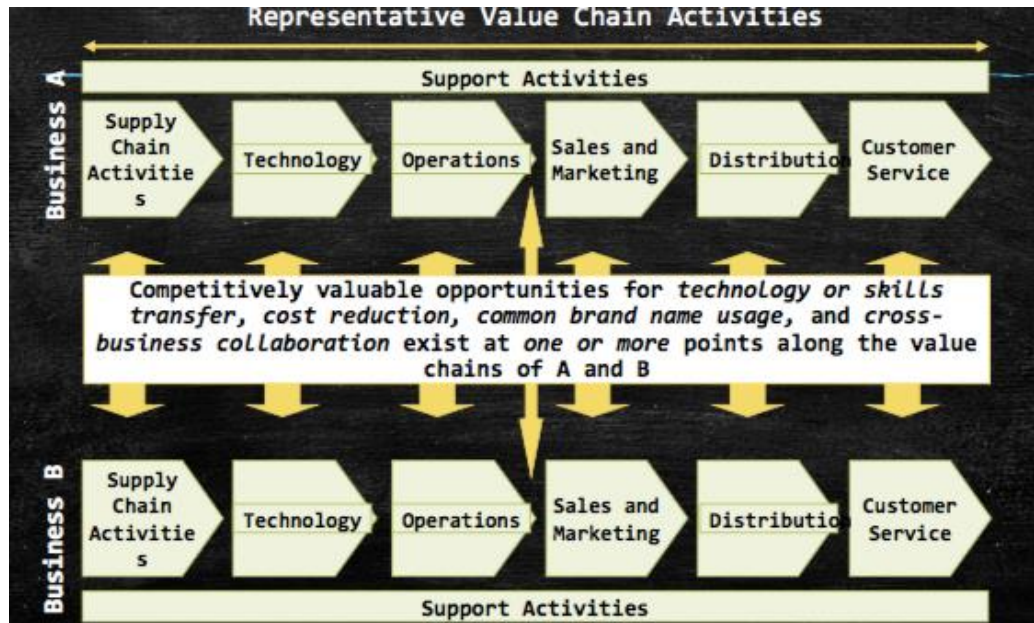 Representative Value Chain Activities
Business A
Support Activities
Supply
Chain
Activitie
s
Technology
Operations
Sales and
Marketing
Distribution
Customer
Service
Competitively valuable opportunities for technology or skills
transfer, cost reduction, common brand name usage, and cross-
business collaboration exist at one or more points along the value
chains of A and B
Business B
Supply
Chain
Activitie
s
Technology
Operations
Sales and
Marketing
Distribution
Customer
Service
Support Activities